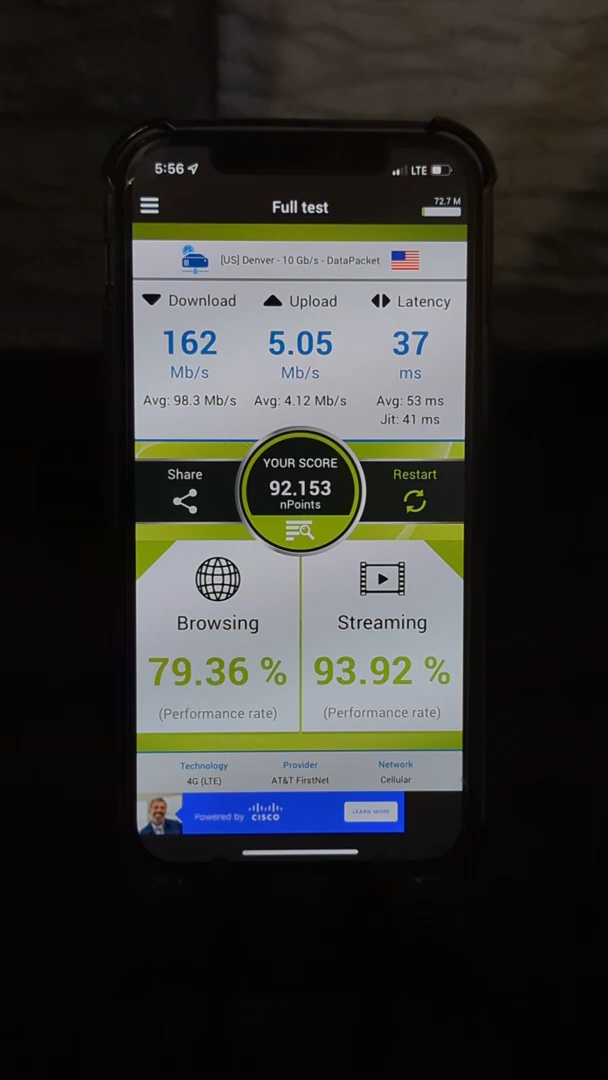 5:56 LTE
Full test 72.7 M
[US] Denver - 10 Gb/s - DataPacket
Download Upload Latency
162 5.05 37
Mb/s Mb/s ms
Avg: 98.3 Mb/s Avg: 4.12 Mb/s Avg: 53 ms
Jit: 41 ms
YOUR SCORE
92.153
nPoints
Share Restart
Browsing Streaming
79.36 % 93.92 %
(Performance rate) (Performance rate)
Technology Provider Network
4G (LTE) AT&T FirstNet Cellular
Powered by CISCO LEARN MORE